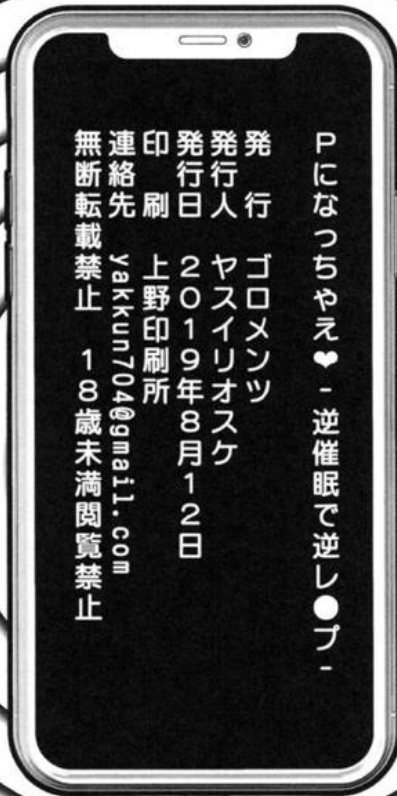 Pになっちゃえ❤-逆催眠で逆レ●プ-
発行 ゴロメンツ
発行人 ヤスイリオスケ
発行日 2019年8月12日
印刷 上野印刷所
連絡先 yakkun704@gmail.com
無断転載禁止 18歳未満閲覧禁止